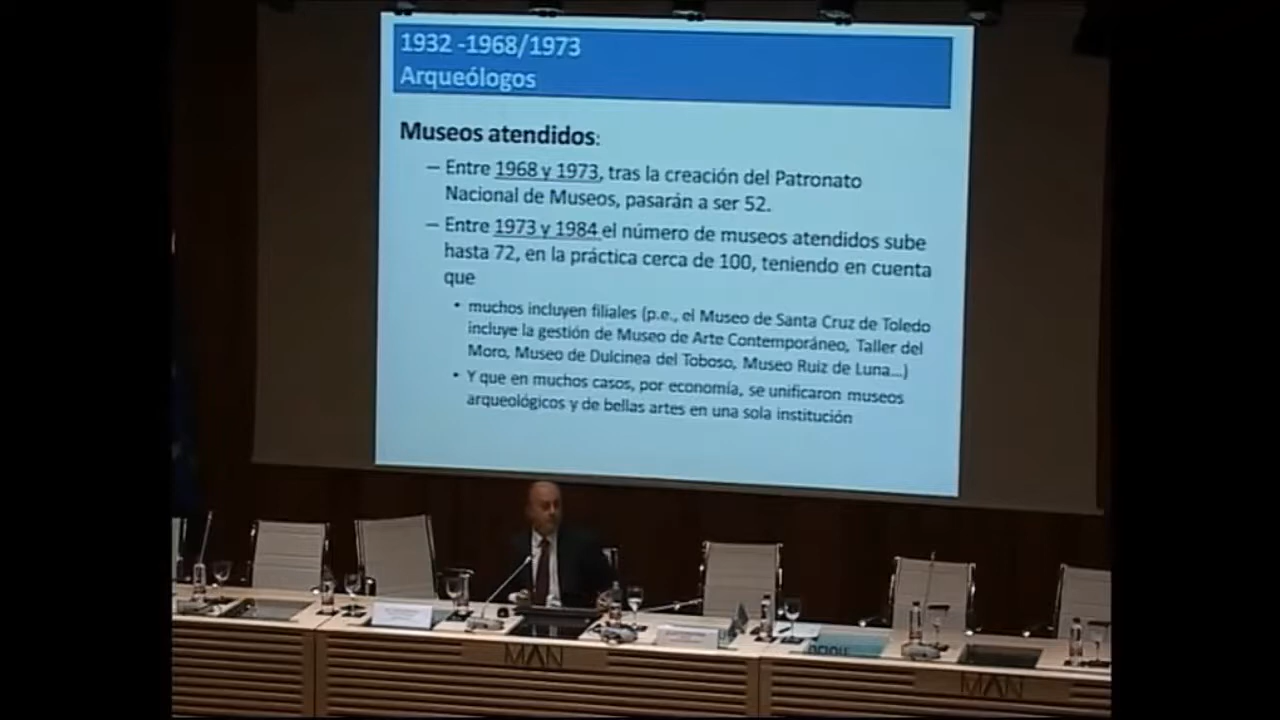 1932 -1968/1973
Arqueólogos
Museos atendidos:
– Entre 1968 y 1973, tras la creación del Patronato
Nacional de Museos, pasarán a ser 52.
– Entre 1973 y 1984 el número de museos atendidos sube
hasta 72, en la práctica cerca de 100, teniendo en cuenta
que
• muchos incluyen filiales (p.e., el Museo de Santa Cruz de Toledo
incluye la gestión de Museo de Arte Contemporáneo, Taller del
Moro, Museo de Dulcinea del Toboso, Museo Ruiz de Luna...)
• Y que en muchos casos, por economía, se unificaron museos
arqueológicos y de bellas artes en una sola institución
MAN
MAN